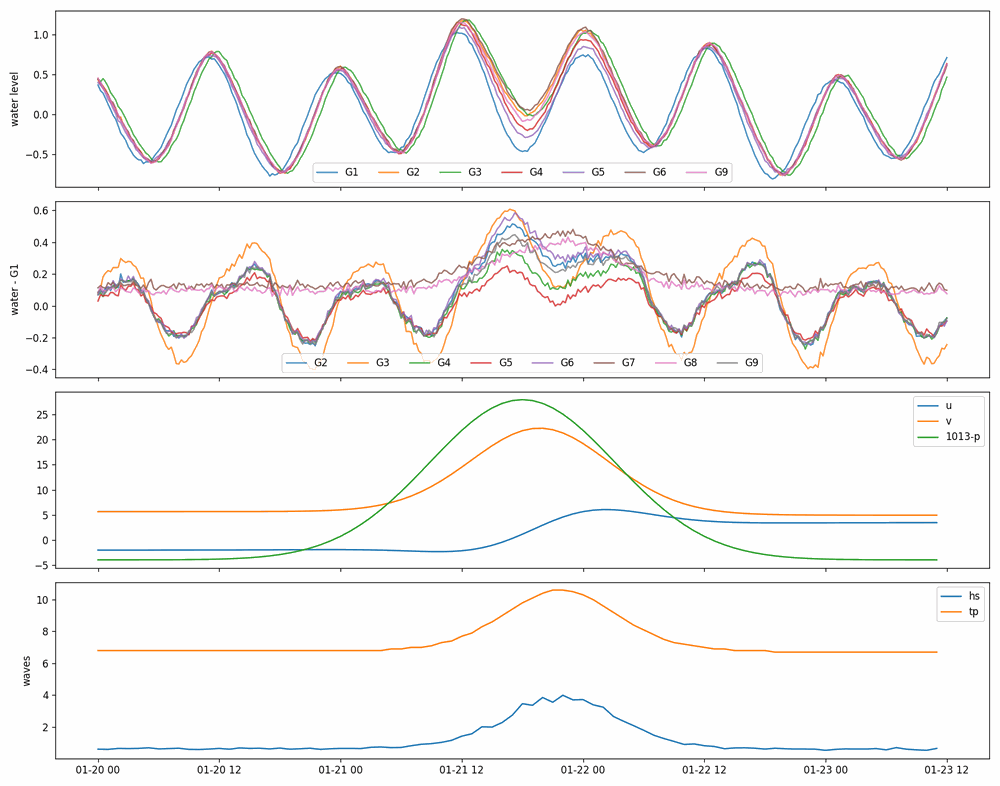 water level
1.0
0.5
0.0
−0.5
G1 G2 G3 G4 G5 G6 G9
water - G1
0.6
0.4
0.2
0.0
−0.2
−0.4
G2 G3 G4 G5 G6 G7 G8 G9
25
20
15
10
5
0
−5
u
v
1013-p
waves
10
8
6
4
2
hs
tp
01-20 00 01-20 12 01-21 00 01-21 12 01-22 00 01-22 12 01-23 00 01-23 12